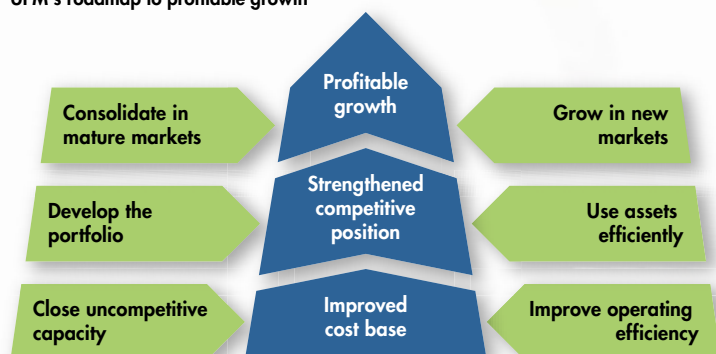 UPM's roadmap to profitable growth
Profitable
growth
Consolidate in
mature markets
Grow in new
markets
Strengthened
competitive
position
Develop the
portfolio
Use assets
efficiently
Improved
cost base
Close uncompetitive
capacity
Improve operating
efficiency